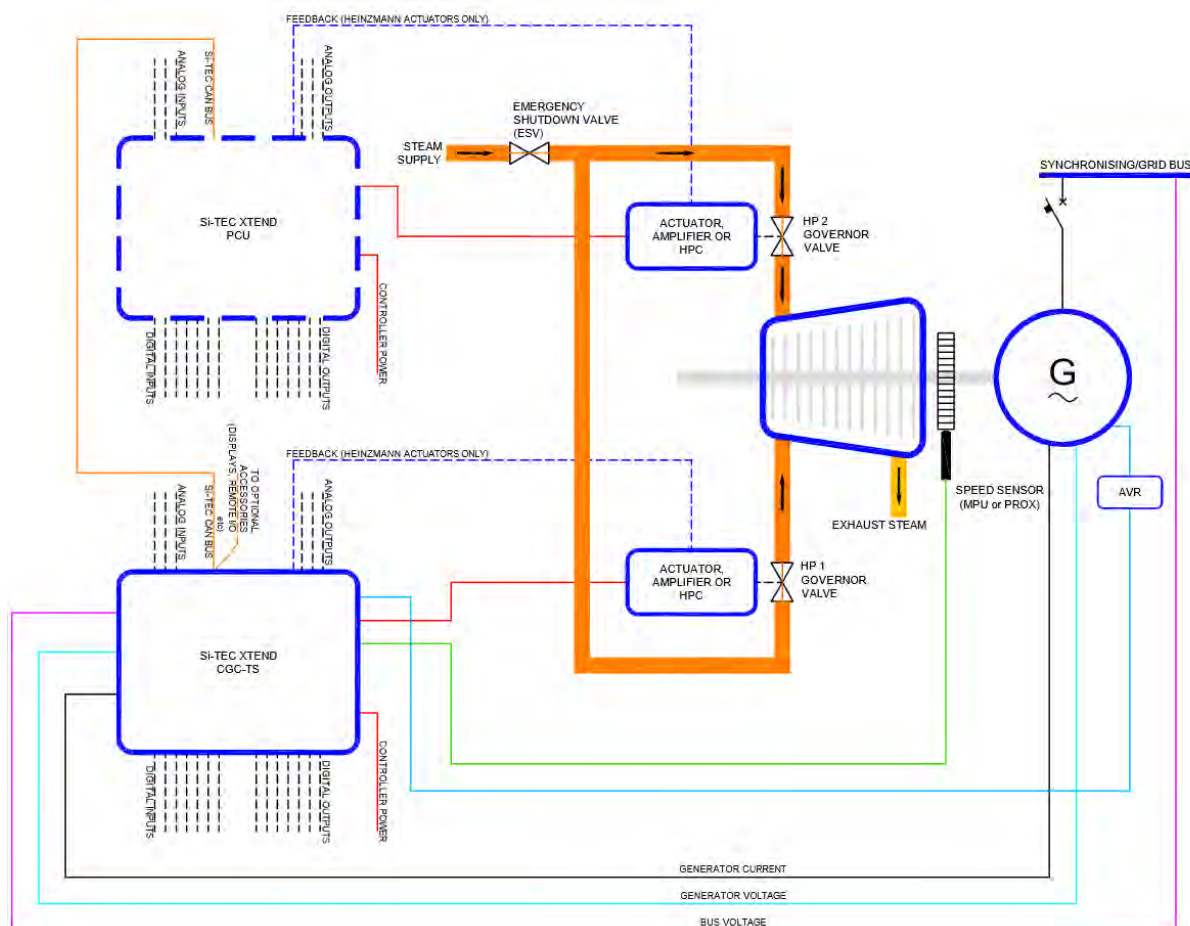 FEEDBACK (HEINZMANN ACTUATORS ONLY)
ANALOG INPUTS
Si-TEC CAN BUS
ANALOG OUTPUTS
EMERGENCY
SHUTDOWN VALVE
(ESV)
STEAM
SUPPLY
SYNCHRONISING/GRID BUS
Si-TEC XTEND
PCU
ACTUATOR,
AMPLIFIER OR
HPC
HP 2
GOVERNOR
VALVE
CONTROLLER POWER
DIGITAL INPUTS
DIGITAL OUTPUTS
G
FEEDBACK (HEINZMANN ACTUATORS ONLY)
TO OPTIONAL
ACCESSORIES
(DISPLAYS, REMOTE I/O
etc)
ANALOG INPUTS
Si-TEC CAN BUS
ANALOG OUTPUTS
SPEED SENSOR
(MPU or PROX)
AVR
EXHAUST STEAM
ACTUATOR,
AMPLIFIER OR
HPC
HP 1
GOVERNOR
VALVE
Si-TEC XTEND
CGC-TS
CONTROLLER POWER
DIGITAL INPUTS
DIGITAL OUTPUTS
GENERATOR CURRENT
GENERATOR VOLTAGE
BUS VOLTAGE